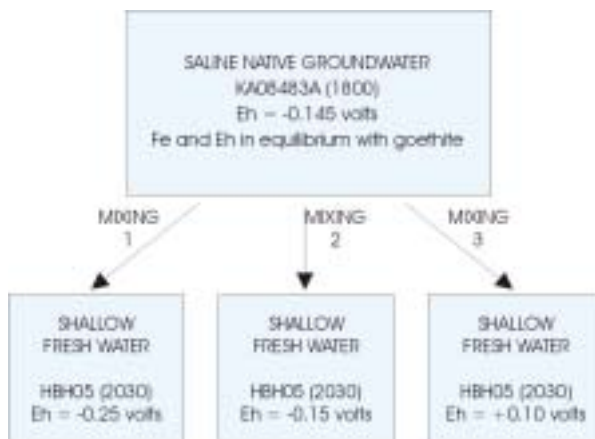 SALINE NATIVE GROUNDWATER
KA08483A (1800)
Eh = -0.145 volts
Fe and Eh in equilibrium with goethite
MIXING
1
MIXING
2
MIXING
3
SHALLOW
FRESH WATER
HBH05 (2030)
Eh = -0.25 volts
SHALLOW
FRESH WATER
HBH05 (2030)
Eh = -0.15 volts
SHALLOW
FRESH WATER
HBH05 (2030)
Eh = +0.10 volts